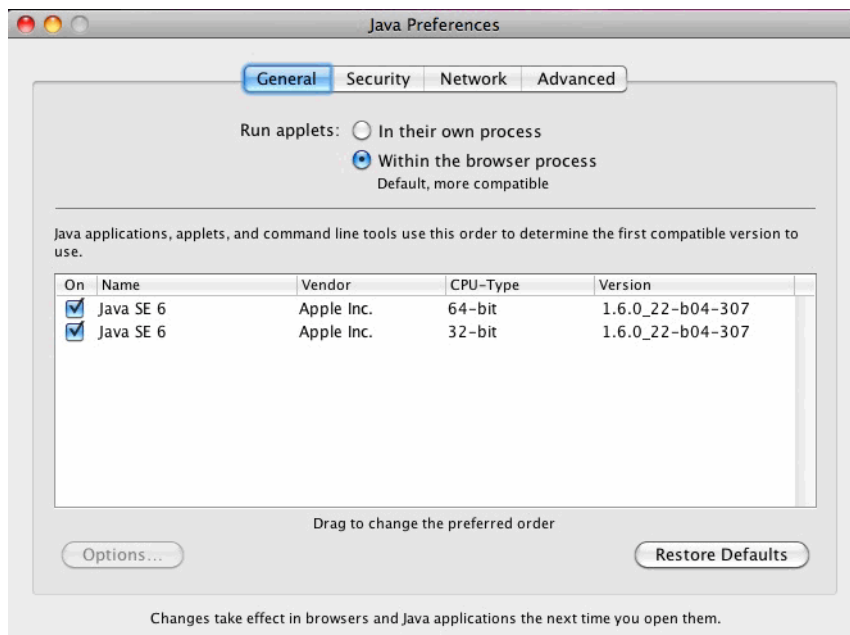 Java Preferences
General Security Network Advanced
Run applets: In their own process
Within the browser process
Default, more compatible
Java applications, applets, and command line tools use this order to determine the first compatible version to
use.
On Name Vendor CPU-Type Version
Java SE 6 Apple Inc. 64-bit 1.6.0_22-b04-307
Java SE 6 Apple Inc. 32-bit 1.6.0_22-b04-307
Drag to change the preferred order
Options... Restore Defaults
Changes take effect in browsers and Java applications the next time you open them.